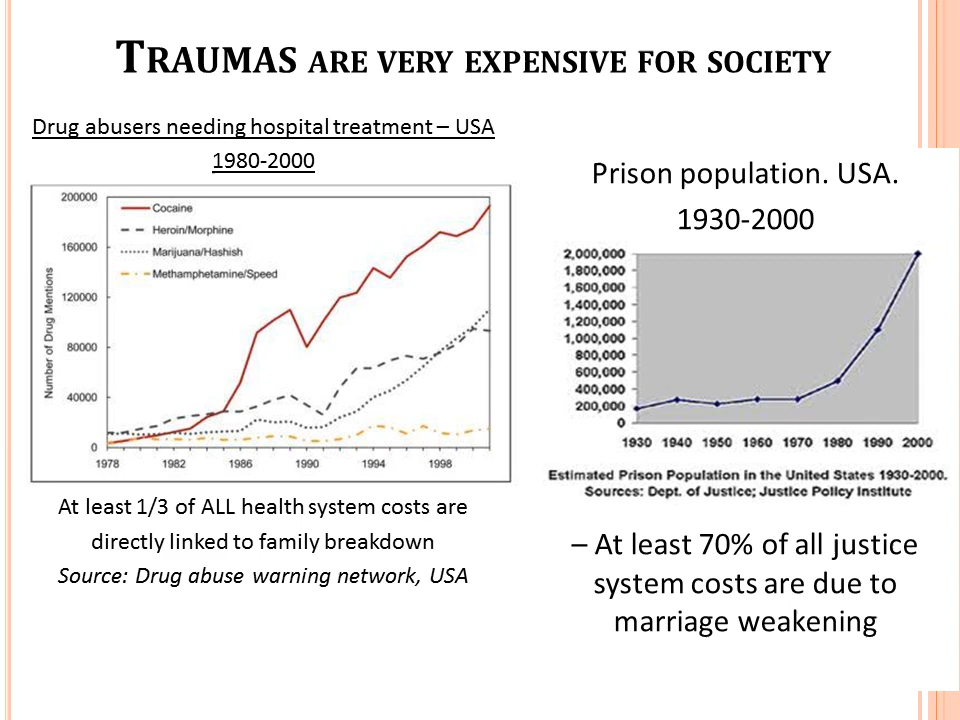 TRAUMAS ARE VERY EXPENSIVE FOR SOCIETY
Drug abusers needing hospital treatment – USA
1980-2000
200000
160000
120000
80000
40000
0
Number of Drug Mentions
Cocaine
Heroin/Morphine
Marijuana/Hashish
Methamphetamine/Speed
1978 1982 1986 1990 1994 1998
At least 1/3 of ALL health system costs are
directly linked to family breakdown
Source: Drug abuse warning network, USA
Prison population. USA.
1930-2000
2,000,000
1,800,000
1,600,000
1,400,000
1,200,000
1,000,000
800,000
600,000
400,000
200,000
0
1930 1940 1950 1960 1970 1980 1990 2000
Estimated Prison Population in the United States 1930-2000.
Sources: Dept. of Justice; Justice Policy Institute
– At least 70% of all justice
system costs are due to
marriage weakening